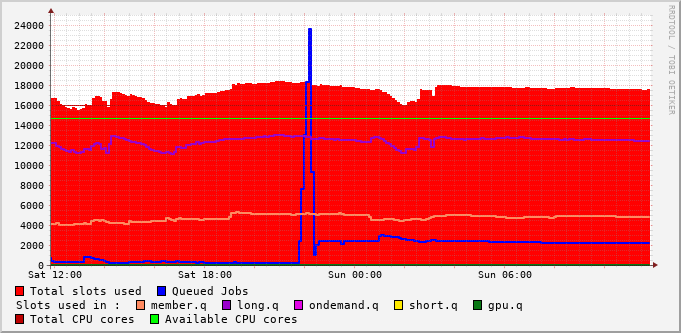 24000
22000
20000
18000
16000
14000
12000
10000
8000
6000
4000
2000
0
Sat 12:00 Sat 18:00 Sun 00:00 Sun 06:00
Total slots used Queued Jobs
Slots used in : member.q long.q ondemand.q short.q gpu.q
Total CPU cores Available CPU cores
RRDTOOL / TOBI OETIKER